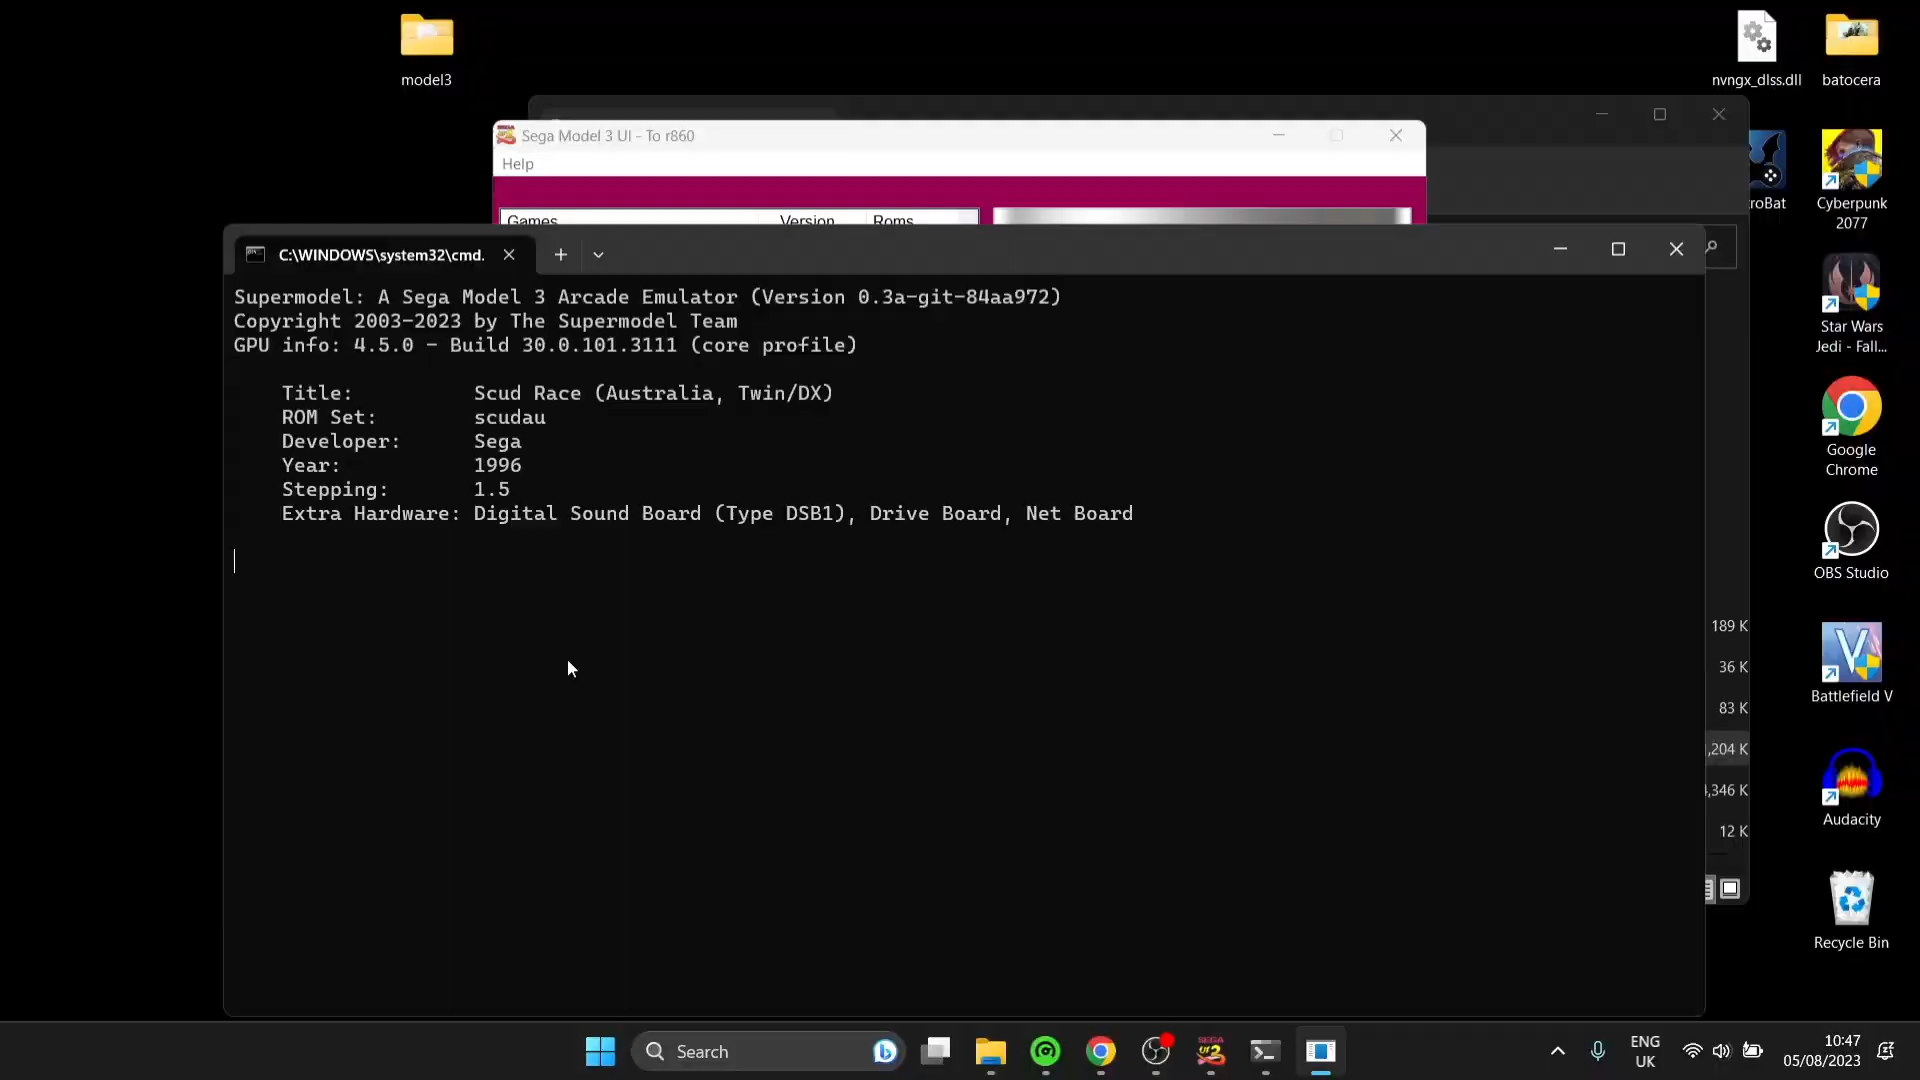 model3
nvngx_dlss.dll
batocera
Sega Model 3 UI - To r860
Help
Games Version Roms
roBat
Cyberpunk
2077
C:\WINDOWS\system32\cmd.
Supermodel: A Sega Model 3 Arcade Emulator (Version 0.3a-git-84aa972)
Copyright 2003-2023 by The Supermodel Team
GPU info: 4.5.0 - Build 30.0.101.3111 (core profile)
Title: Scud Race (Australia, Twin/DX)
ROM Set: scudau
Developer: Sega
Year: 1996
Stepping: 1.5
Extra Hardware: Digital Sound Board (Type DSB1), Drive Board, Net Board
Star Wars
Jedi - Fall...
Google
Chrome
OBS Studio
189 K
36 K
83 K
,204 K
,346 K
12 K
Battlefield V
Audacity
Recycle Bin
Search
SEGA
ENG
UK
10:47
05/08/2023